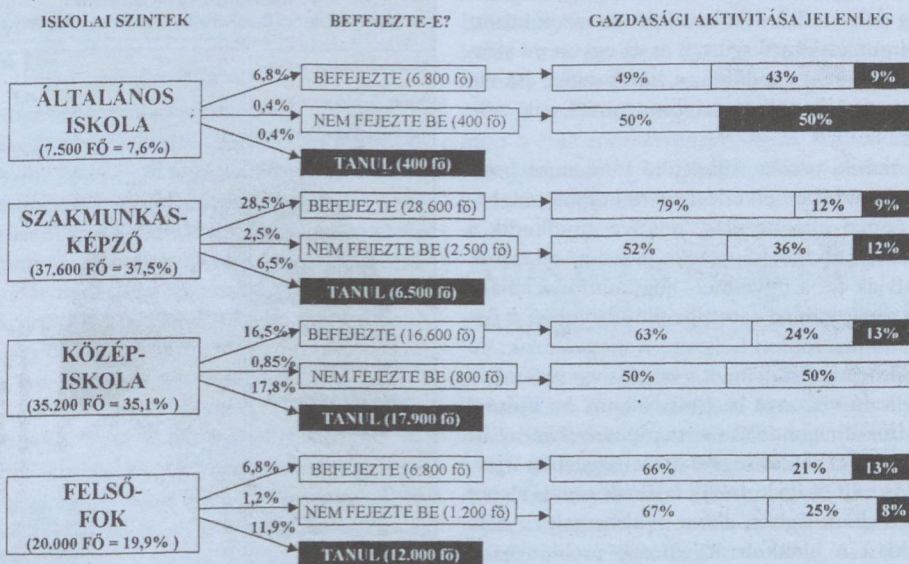 ISKOLAI SZINTEK BEFEJEZTE-E? GAZDASÁGI AKTIVITÁSA JELENLEG
ÁLTALÁNOS
ISKOLA
(7.500 FŐ = 7,6%)
6,8% BEFEJEZTE (6.800 fő) 49% 43% 9%
0,4% NEM FEJEZTE BE (400 fő) 50% 50%
0,4% TANUL (400 fő)
SZAKMUNKÁS-
KÉPZŐ
(37.600 FŐ = 37,5%)
28,5% BEFEJEZTE (28.600 fő) 79% 12% 9%
2,5% NEM FEJEZTE BE (2.500 fő) 52% 36% 12%
6,5% TANUL (6.500 fő)
KÖZÉP-
ISKOLA
(35.200 FŐ = 35,1% )
16,5% BEFEJEZTE (16.600 fő) 63% 24% 13%
0,85% NEM FEJEZTE BE (800 fő) 50% 50%
17,8% TANUL (17.900 fő)
FELSŐ-
FOK
(20.000 FŐ = 19,9% )
6,8% BEFEJEZTE (6.800 fő) 66% 21% 13%
1,2% NEM FEJEZTE BE (1.200 fő) 67% 25% 8%
11,9% TANUL (12.000 fő)